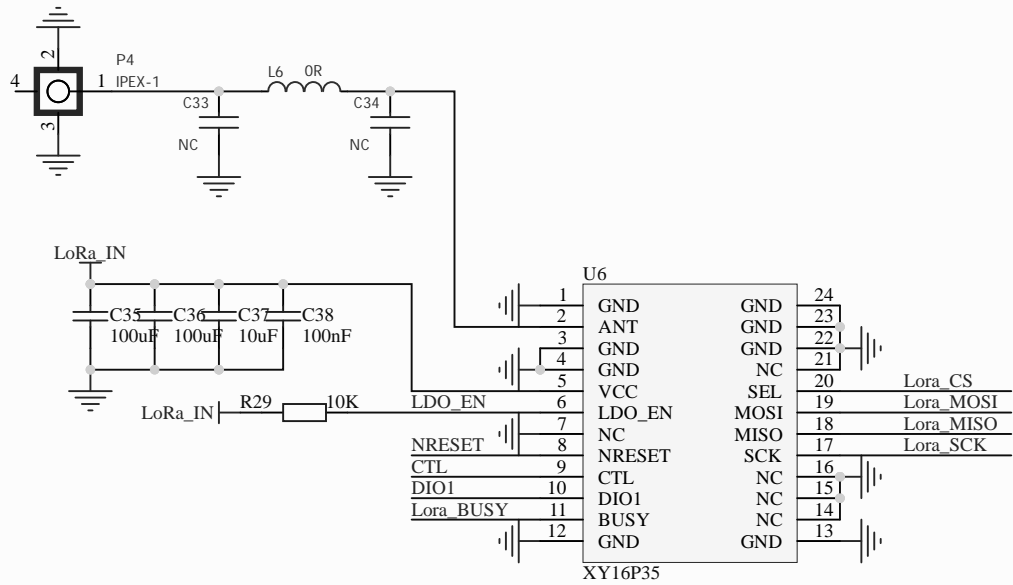 2
P4
4
1
IPEX-1
3
L6
0R
C33
NC
C34
NC
LoRa_IN
C35
100uF
C36
100uF
C37
10uF
C38
100nF
LoRa_IN
R29
10K
LDO_EN
NRESET
CTL
DIO1
Lora_BUSY
U6
1 GND GND 24
2 ANT GND 23
3 GND GND 22
4 GND NC 21
5 VCC SEL 20 Lora_CS
6 LDO_EN MOSI 19 Lora_MOSI
7 NC MISO 18 Lora_MISO
8 NRESET SCK 17 Lora_SCK
9 CTL NC 16
10 DIO1 NC 15
11 BUSY NC 14
12 GND GND 13
XY16P35